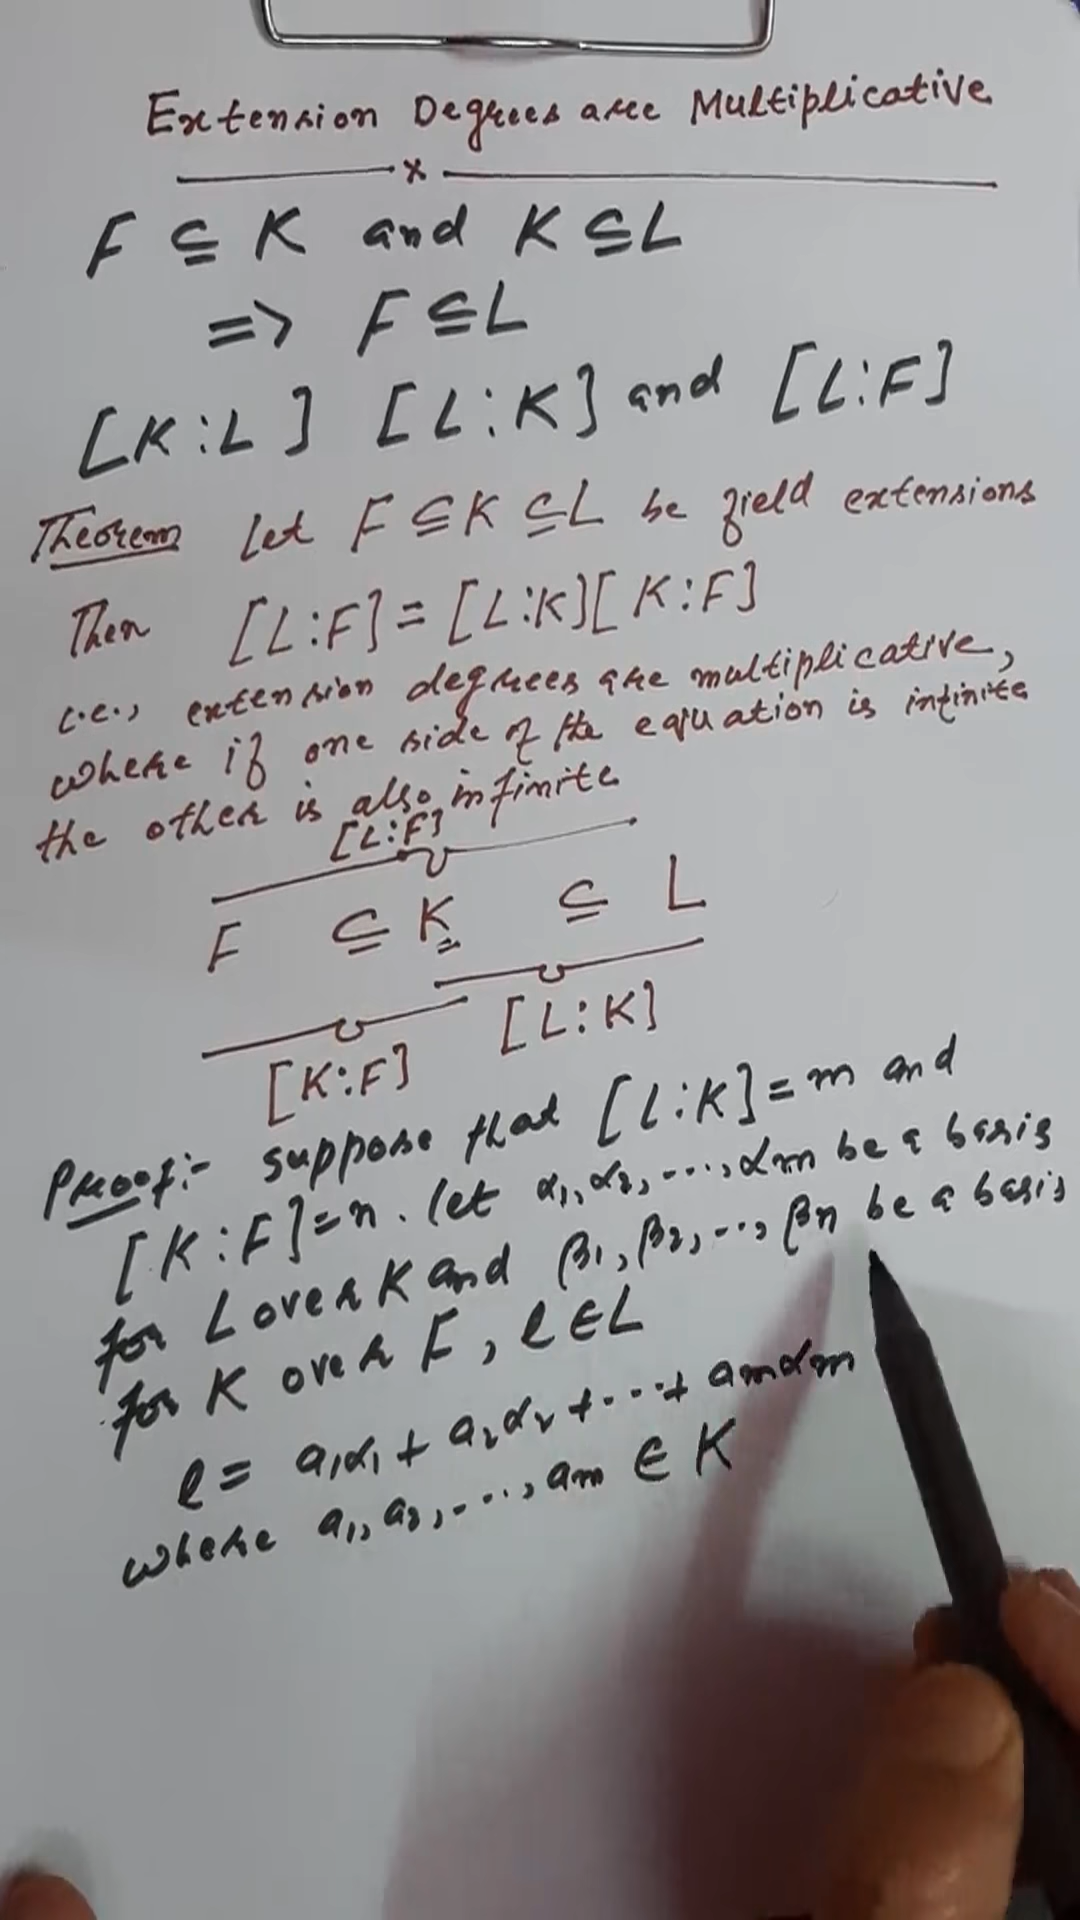 Extension Degrees are Multiplicative
x
F ⊆ K and K ⊆ L
=> F ⊆ L
[K:L] [L:K] and [L:F]
Theorem Let F ⊆ K ⊆ L be field extensions
Then [L:F] = [L:K][K:F]
i.e., extension degrees are multiplicative,
where if one side of the equation is infinite
the other is also infinite
[L:F]
F ⊆ K ⊆ L
[L:K]
[K:F]
Proof:- suppose that [L:K] = m and
[K:F] = n. let α1, α2, ..., αm be a basis
for L over K and β1, β2, ..., βn be a basis
for K over F, l ∈ L
l = a1α1 + a2α2 + ... + amαm
where a1, a2, ..., am ∈ K